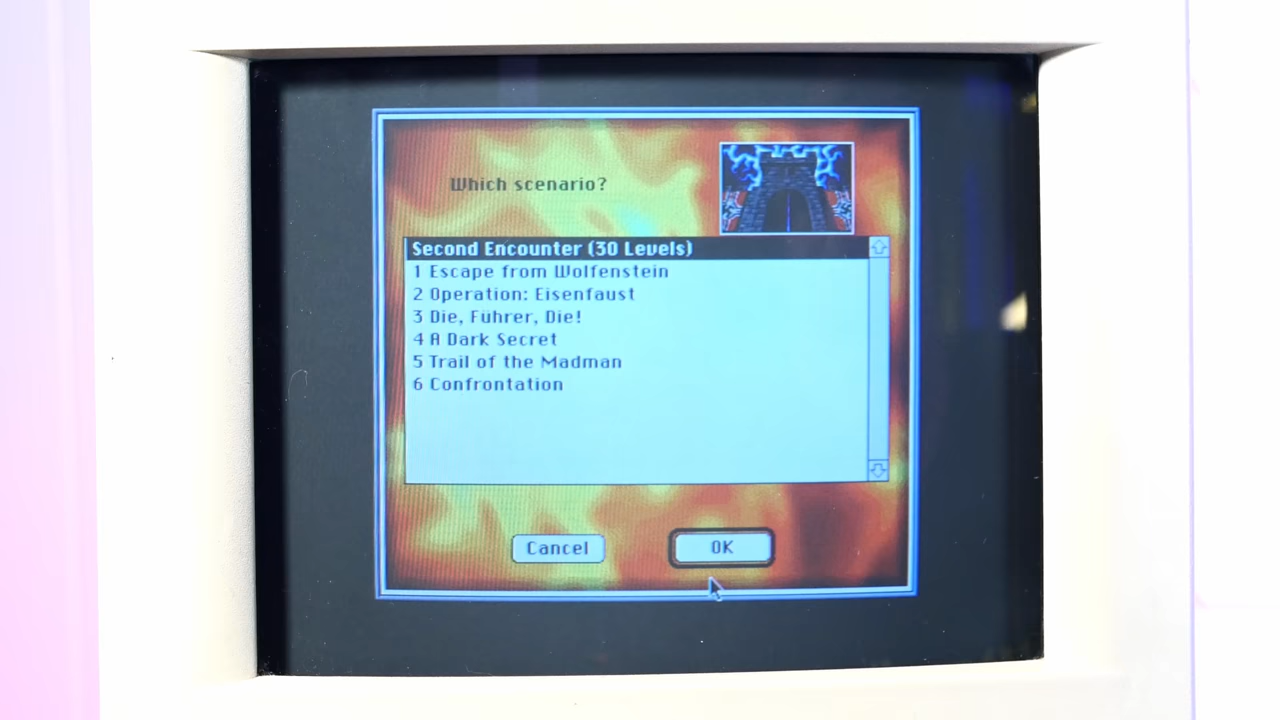 Which scenario?
Second Encounter (30 Levels)
1 Escape from Wolfenstein
2 Operation: Eisenfaust
3 Die, Führer, Die!
4 A Dark Secret
5 Trail of the Madman
6 Confrontation
Cancel
OK